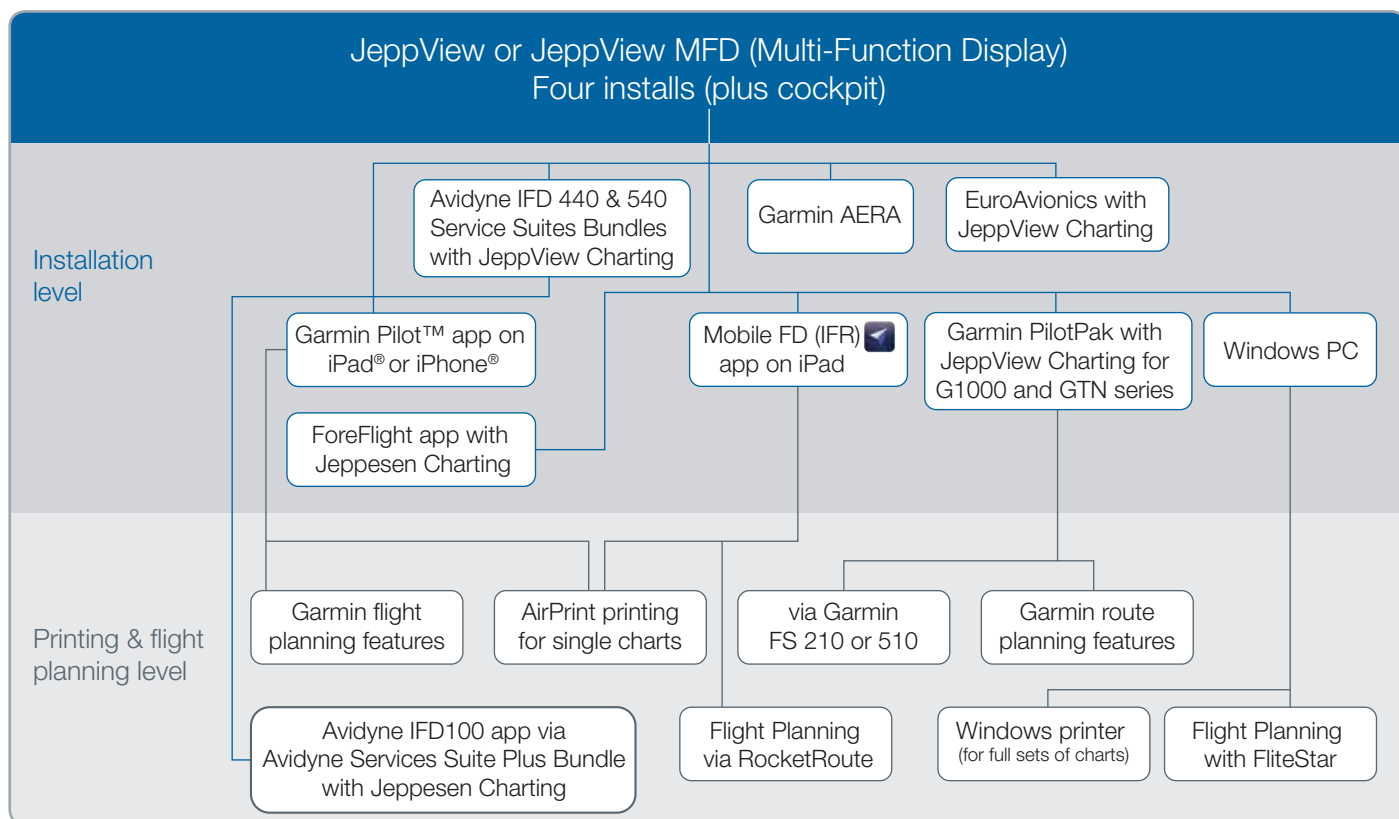 JeppView or JeppView MFD (Multi-Function Display)
Four installs (plus cockpit)
Installation
level
Avidyne IFD 440 & 540
Service Suites Bundles
with JeppView Charting
Garmin AERA
EuroAvionics with
JeppView Charting
Garmin Pilot™ app on
iPad® or iPhone®
Mobile FD (IFR)
app on iPad
Garmin PilotPak with
JeppView Charting for
G1000 and GTN series
Windows PC
ForeFlight app with
Jeppesen Charting
Printing & flight
planning level
Garmin flight
planning features
AirPrint printing
for single charts
via Garmin
FS 210 or 510
Garmin route
planning features
Avidyne IFD100 app via
Avidyne Services Suite Plus Bundle
with Jeppesen Charting
Flight Planning
via RocketRoute
Windows printer
(for full sets of charts)
Flight Planning
with FliteStar